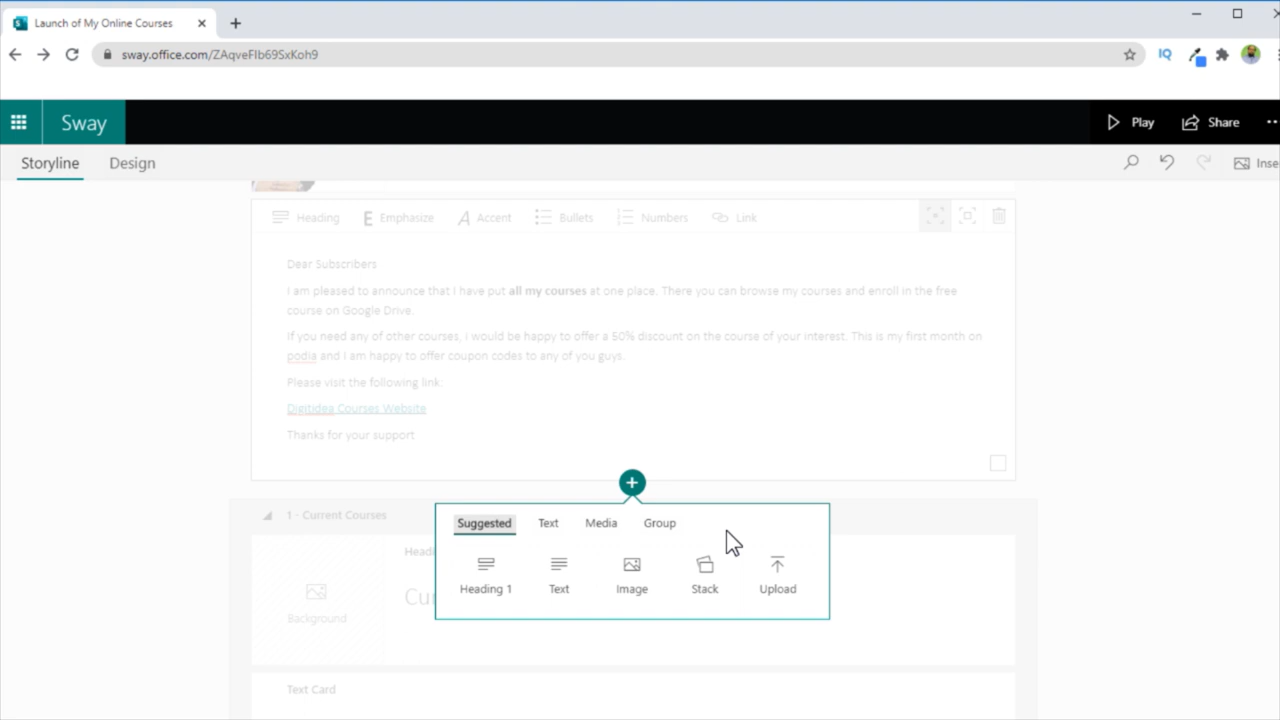 Launch of My Online Courses
sway.office.com/ZAqveFIb69SxKoh9
IQ
Sway
Play
Share
Storyline
Design
Inse
Heading
E Emphasize
A Accent
Bullets
Numbers
Link
Dear Subscribers
I am pleased to announce that I have put all my courses at one place. There you can browse my courses and enroll in the free
course on Google Drive.
If you need any of other courses, i would be happy to offer a 50% discount on the course of your interest. This is my first month on
podia and I am happy to offer coupon codes to any of you guys.
Please visit the following link:
Digitidea Courses Website
Thanks for your support
1 - Current Courses
Suggested
Text
Media
Group
Headi
Heading 1
Text
Image
Stack
Upload
Cu
Background
Text Card